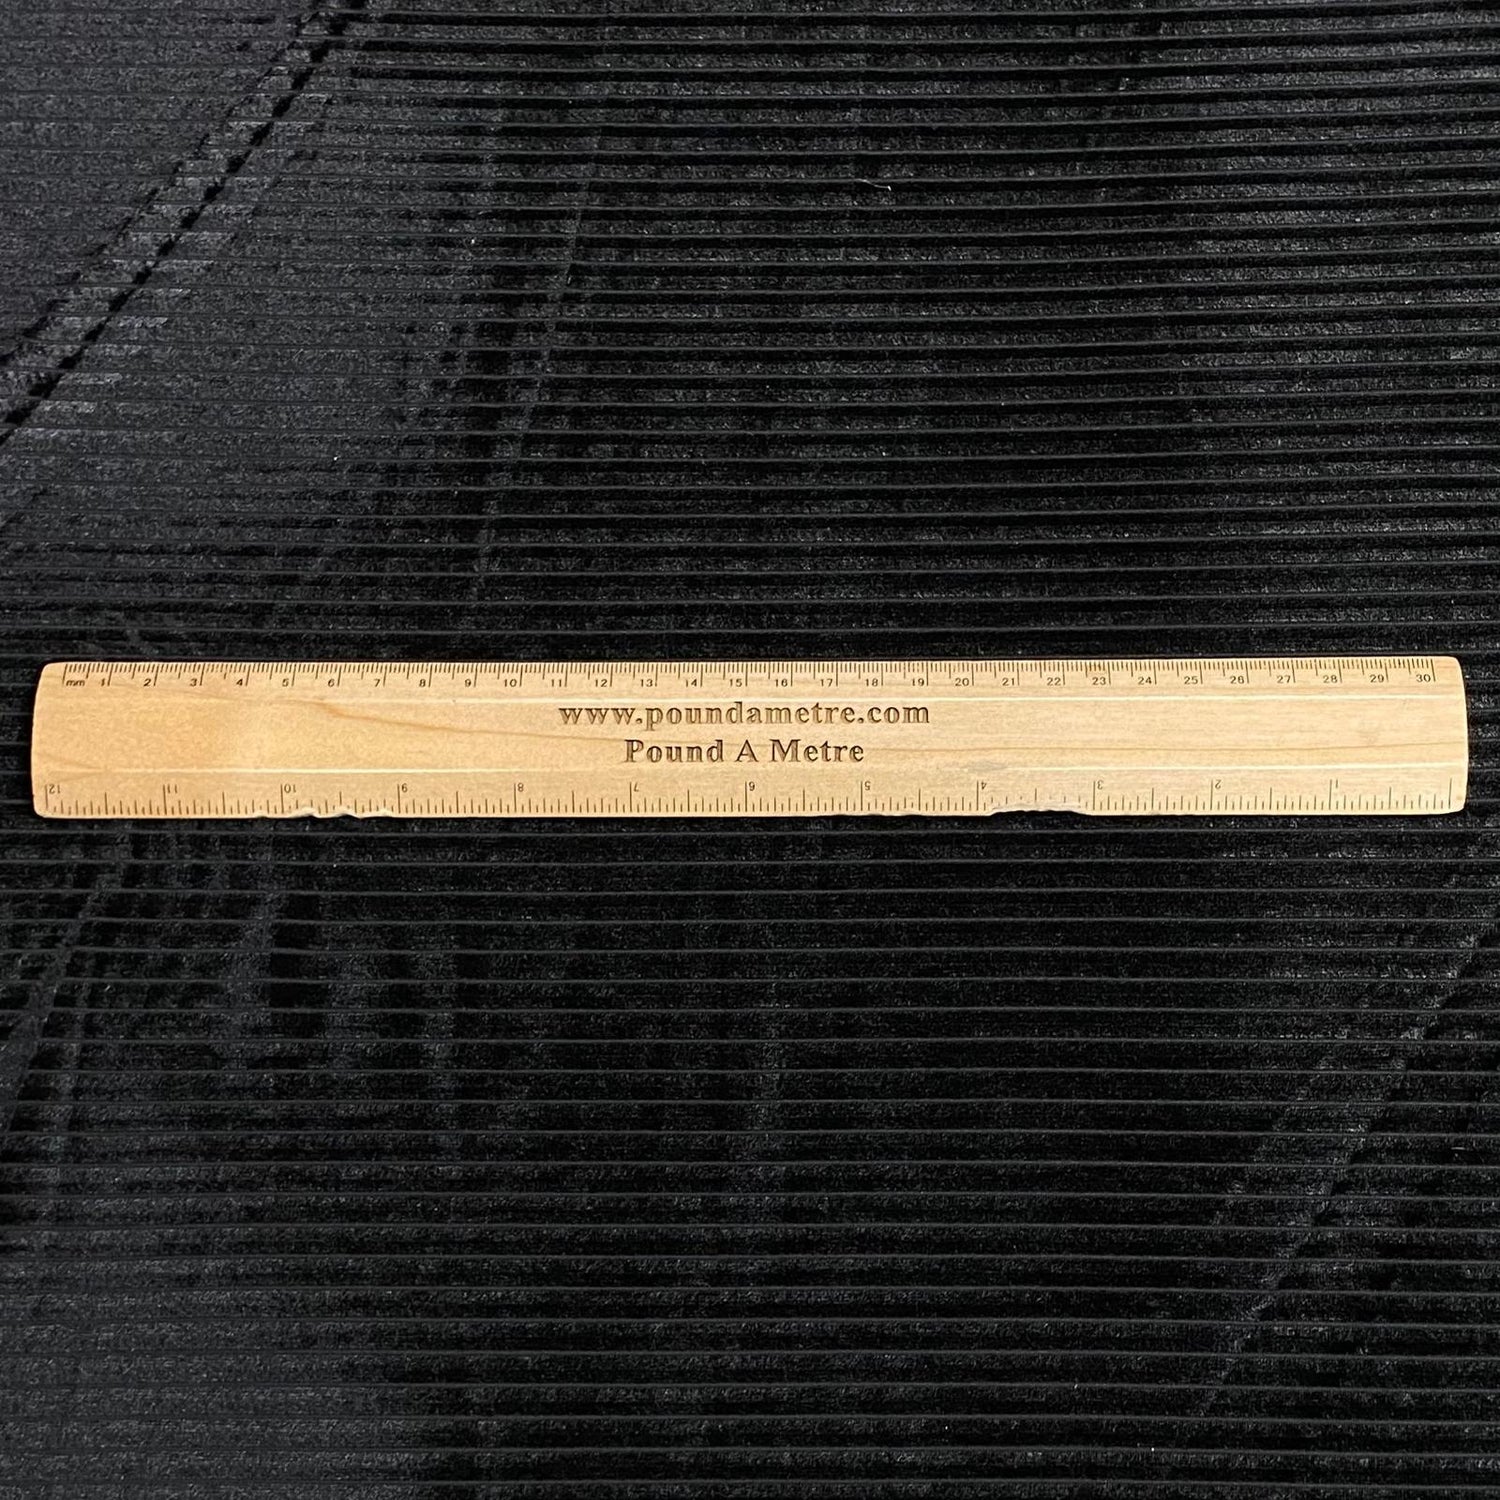 mm 1 2 3 4 5 6 7 8 9 10 11 12 13 14 15 16 17 18 19 20 21 22 23 24 25 26 27 28 29 30
www.poundametre.com
Pound A Metre
12 11 10 9 8 7 6 5 4 3 2 1